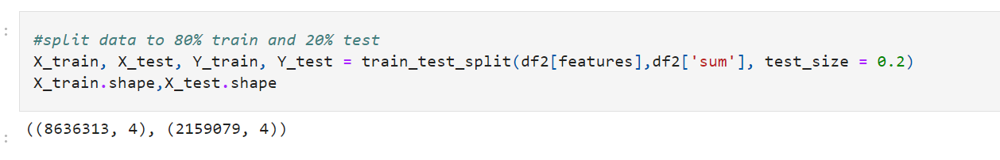 :
#split data to 80% train and 20% test
X_train, X_test, Y_train, Y_test = train_test_split(df2[features],df2['sum'], test_size = 0.2)
X_train.shape,X_test.shape
:
((8636313, 4), (2159079, 4))